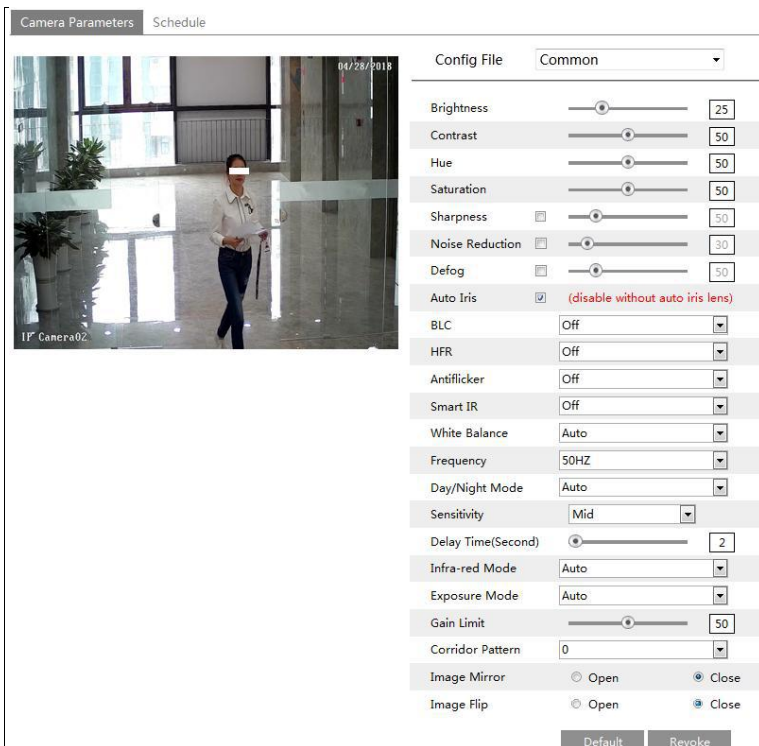 Camera Parameters Schedule
04/28/2018
IP Camera02
Config File Common
Brightness 25
Contrast 50
Hue 50
Saturation 50
Sharpness 50
Noise Reduction 30
Defog 50
Auto Iris (disable without auto iris lens)
BLC Off
HFR Off
Antiflicker Off
Smart IR Off
White Balance Auto
Frequency 50HZ
Day/Night Mode Auto
Sensitivity Mid
Delay Time(Second) 2
Infra-red Mode Auto
Exposure Mode Auto
Gain Limit 50
Corridor Pattern 0
Image Mirror Open Close
Image Flip Open Close
Default Revoke